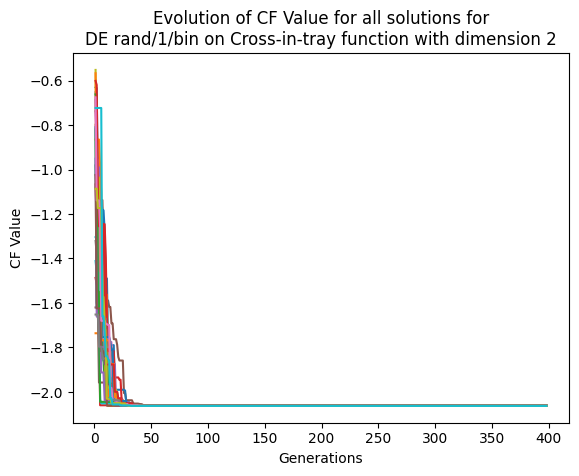 Evolution of CF Value for all solutions for
DE rand/1/bin on Cross-in-tray function with dimension 2
CF Value
−0.6
−0.8
−1.0
−1.2
−1.4
−1.6
−1.8
−2.0
0 50 100 150 200 250 300 350 400
Generations